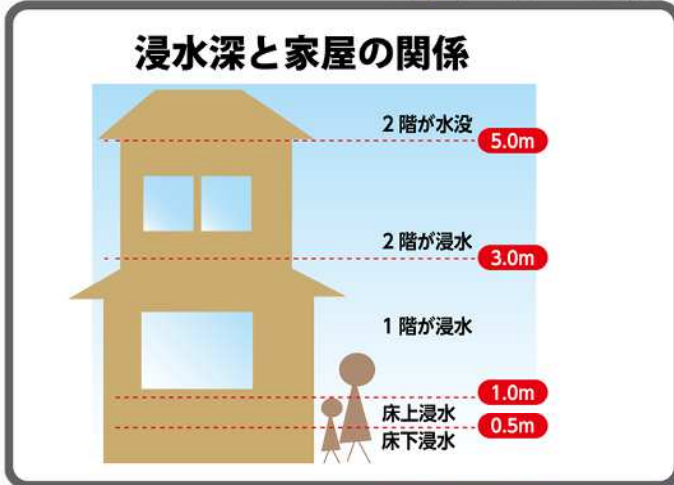 浸水深と家屋の関係
2階が水没
5.0m
2階が浸水
3.0m
1階が浸水
1.0m
床上浸水
0.5m
床下浸水